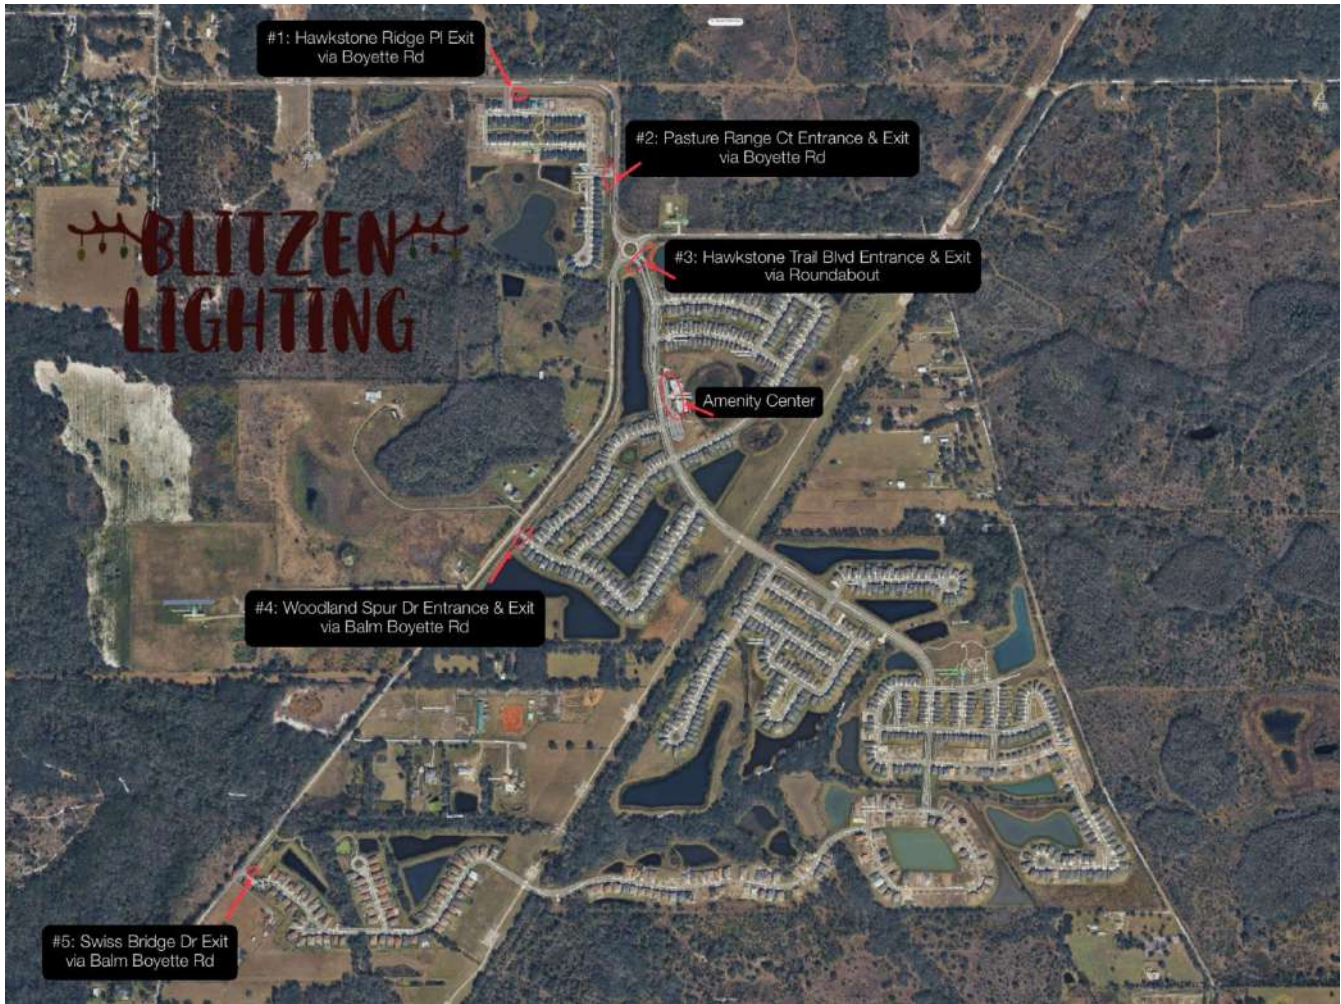 #1: Hawkstone Ridge Pl Exit
via Boyette Rd
#2: Pasture Range Ct Entrance & Exit
via Boyette Rd
BLITZEN
LIGHTING
#3: Hawkstone Trail Blvd Entrance & Exit
via Roundabout
Amenity Center
#4: Woodland Spur Dr Entrance & Exit
via Balm Boyette Rd
#5: Swiss Bridge Dr Exit
via Balm Boyette Rd